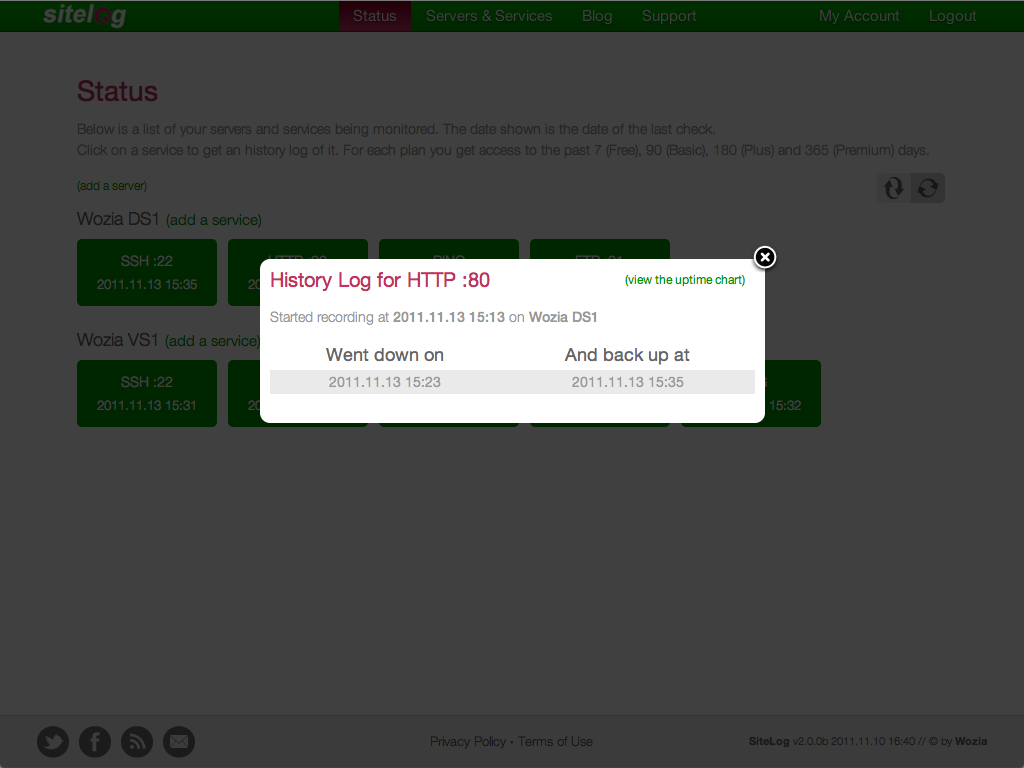 sitelog Status Servers & Services Blog Support My Account Logout
Status
Below is a list of your servers and services being monitored. The date shown is the date of the last check.
Click on a service to get an history log of it. For each plan you get access to the past 7 (Free), 90 (Basic), 180 (Plus) and 365 (Premium) days.
(add a server)
Wozia DS1 (add a service)
SSH :22
2011.11.13 15:35
History Log for HTTP :80 (view the uptime chart)
Started recording at 2011.11.13 15:13 on Wozia DS1
Went down on And back up at
2011.11.13 15:23 2011.11.13 15:35
Wozia VS1 (add a service)
SSH :22
2011.11.13 15:31
15:32
Privacy Policy • Terms of Use
SiteLog v2.0.0b 2011.11.10 16:40 // © by Wozia